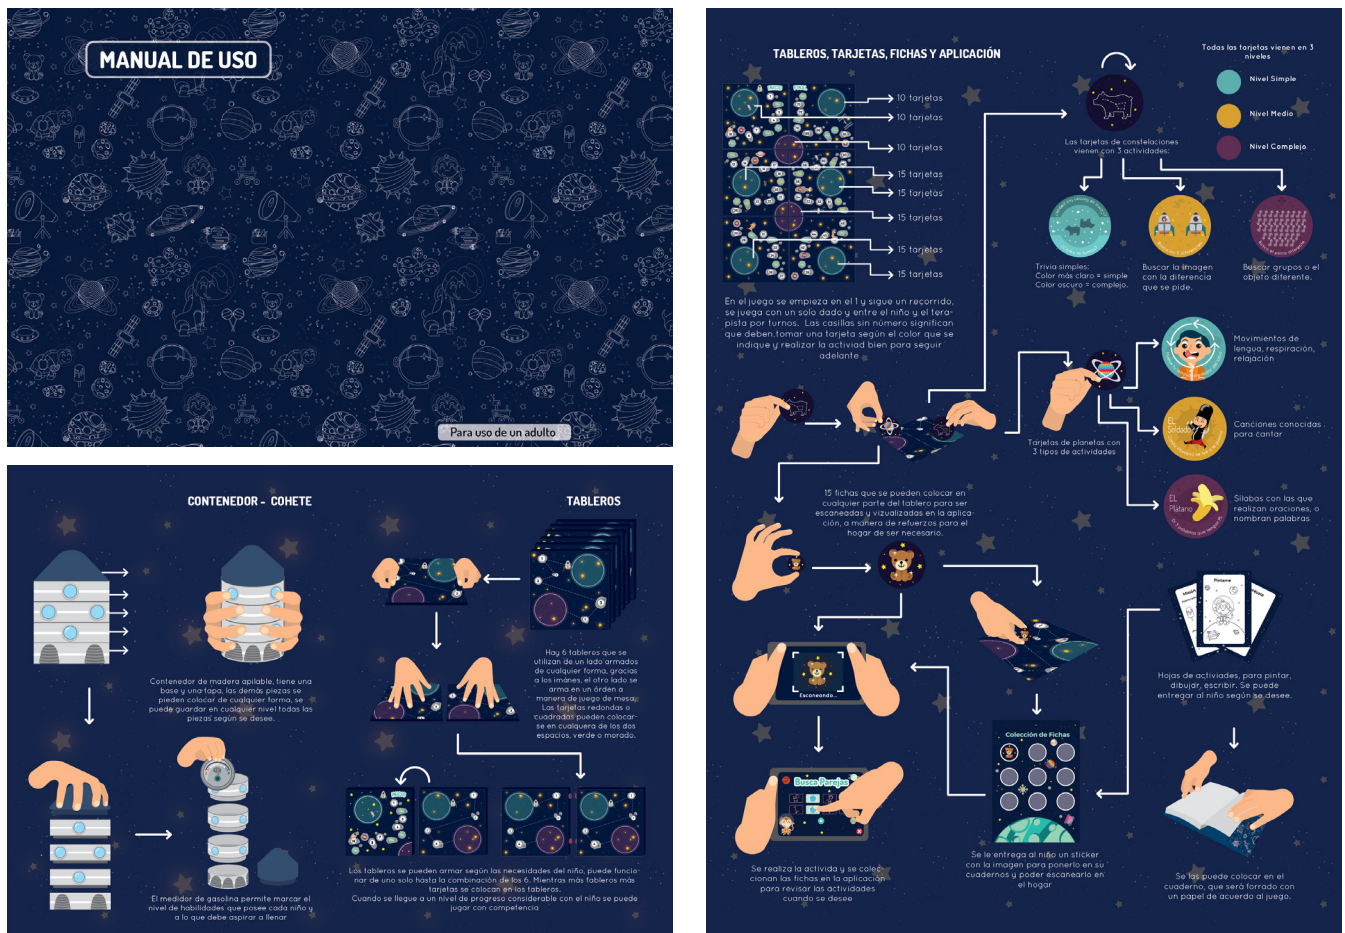 MANUAL DE USO
Para uso de un adulto
CONTENEDOR - COHETE
Contenedor de madera apilable, tiene una
base y una tapa, las demás piezas se
pieden colocar de cualquier forma, se
puede guardar en cualquier nivel todas las
piezas según se desee.
El medidor de gasolina permite marcar el
nivel de habilidades que posee cada niño y
a lo que debe aspirar a llenar
TABLEROS
Hay 6 tableros que se
utilizan de un lado armados
de cualquier forma, gracias
a los imánes, el otro lado se
arma en un órden a
manera de juego de mesa.
Las tarjetas redondas o
cuadradas pueden colocar-
se en cualquera de los dos
espacios, verde o morado.
Los tableros se pueden armar según las necesidades del niño, puede funcio-
nar de uno solo hasta la combinación de los 6. Mientras más tableros más
tarjetas se colocan en los tableros.
Cuando se llegue a un nivel de progreso considerable con el niño se puede
jugar con competencia
TABLEROS, TARJETAS, FICHAS Y APLICACIÓN
10 tarjetas
10 tarjetas
10 tarjetas
15 tarjetas
15 tarjetas
15 tarjetas
15 tarjetas
15 tarjetas
En el juego se empieza en el 1 y sigue un recorrido,
se juega con un solo dado y entre el niño y el tera-
pista por turnos. Las casillas sin número significan
que deben tomar una tarjeta según el color que se
indique y realizar la activiad bien para seguir
adelante
Todas las tarjetas vienen en 3
niveles
Nivel Simple
Nivel Medio
Nivel Complejo
Las tarjetas de constelaciones
vienen con 3 actividades:
Trivia simples:
Color más claro = simple
Color oscuro = complejo.
Buscar la imagen
con la diferencia
que se pide.
Buscar grupos o el
objeto diferente.
Tarjetas de planetas con
3 tipos de actividades
Movimientos de
lengua, respiración,
relajación
EL
Soldado
Canciones conocidas
para cantar
EL
Plátano
Sílabas con las que
realizan oraciones, o
nombran palabras
15 fichas que se pueden colocar en
cualquier parte del tablero para ser
escaneadas y vizualizadas en la aplica-
ción, a manera de refuerzos para el
hogar de ser necesario.
Escaneando...
Busca Parejas
Se realiza la activida y se colec-
cionan las fichas en la aplicación
para revisar las actividades
cuando se desee
Colección de Fichas
Se le entrega al niño un sticker
con la imagen para ponerlo en su
cuadernos y poder escanearlo en
el hogar
Píntame
Hojas de activiades, para pintar,
dibujar, escribir. Se puede
entregar al niño según se desee.
Se las puede colocar en el
cuaderno, que será forrado con
un papel de acuerdo al juego.